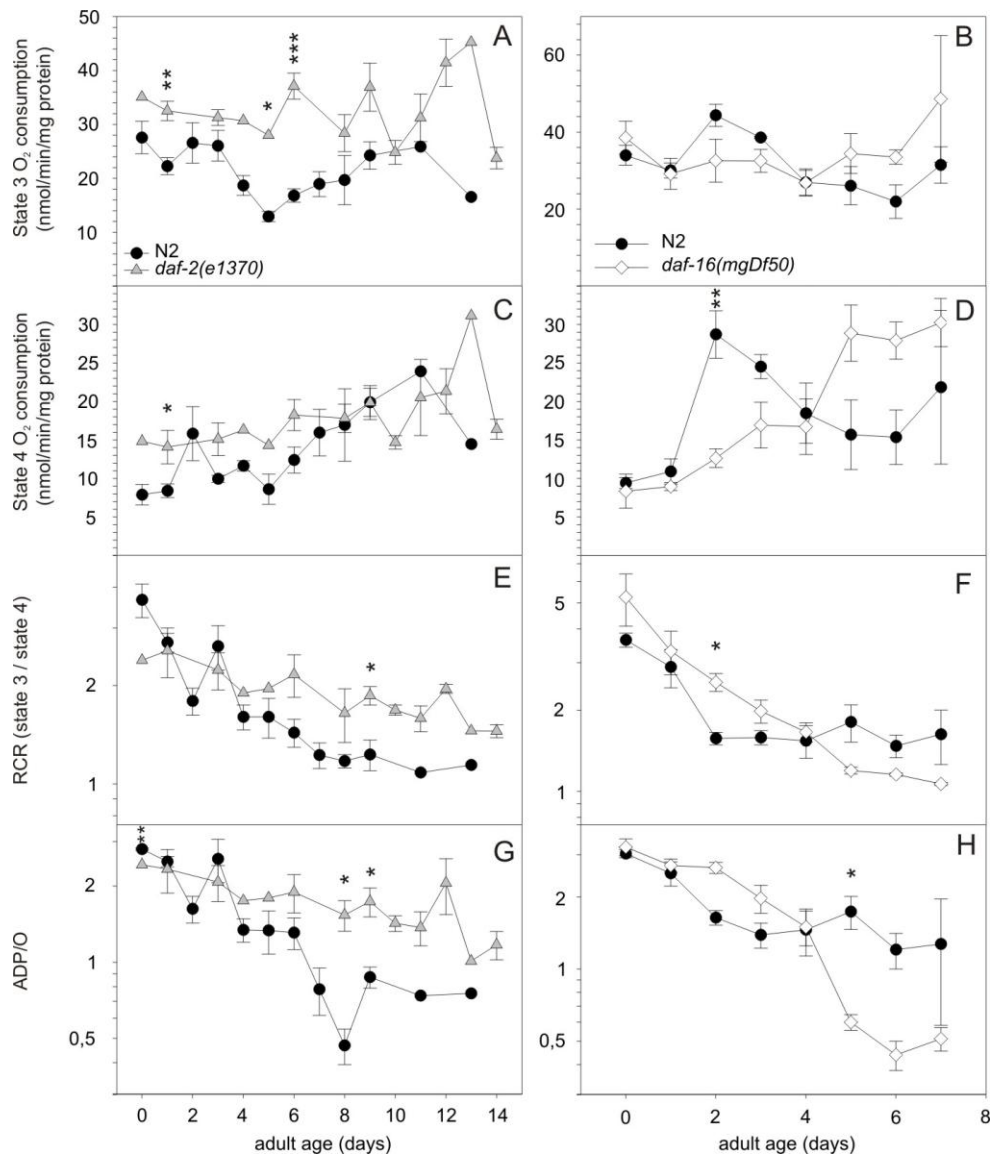 A
50
40
30
20
10
State 3 O₂ consumption
(nmol/min/mg protein)
**
*
***
N2
daf-2(e1370)
B
60
40
20
N2
daf-16(mgDf50)
C
30
25
20
15
10
5
State 4 O₂ consumption
(nmol/min/mg protein)
*
D
30
25
20
15
10
5
**
E
2
1
RCR (state 3 / state 4)
*
F
5
2
1
*
G
2
1
0,5
ADP/O
**
*
*
0 2 4 6 8 10 12 14
adult age (days)
H
2
1
0,5
*
0 2 4 6 8
adult age (days)